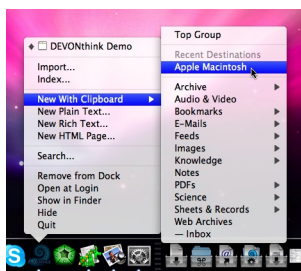 DEVONthink Demo
Import...
Index...
New With Clipboard
New Plain Text...
New Rich Text...
New HTML Page...
Search...
Remove from Dock
Open at Login
Show in Finder
Hide
Quit
Top Group
Recent Destinations
Apple Macintosh
Archive
Audio & Video
Bookmarks
E-Mails
Feeds
Images
Knowledge
Notes
PDFs
Science
Sheets & Records
Web Archives
— Inbox